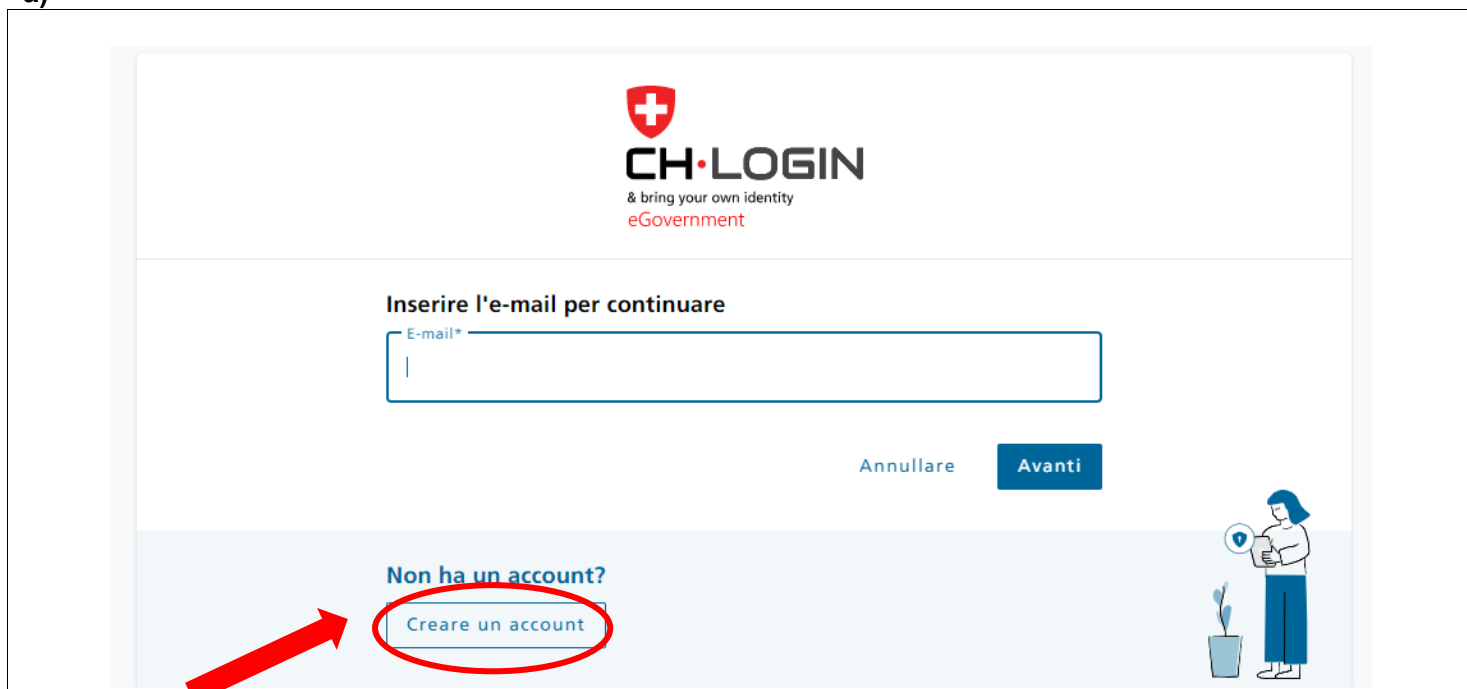 a)
CH·LOGIN
& bring your own identity
eGovernment
Inserire l'e-mail per continuare
E-mail*
Annullare Avanti
Non ha un account?
Creare un account